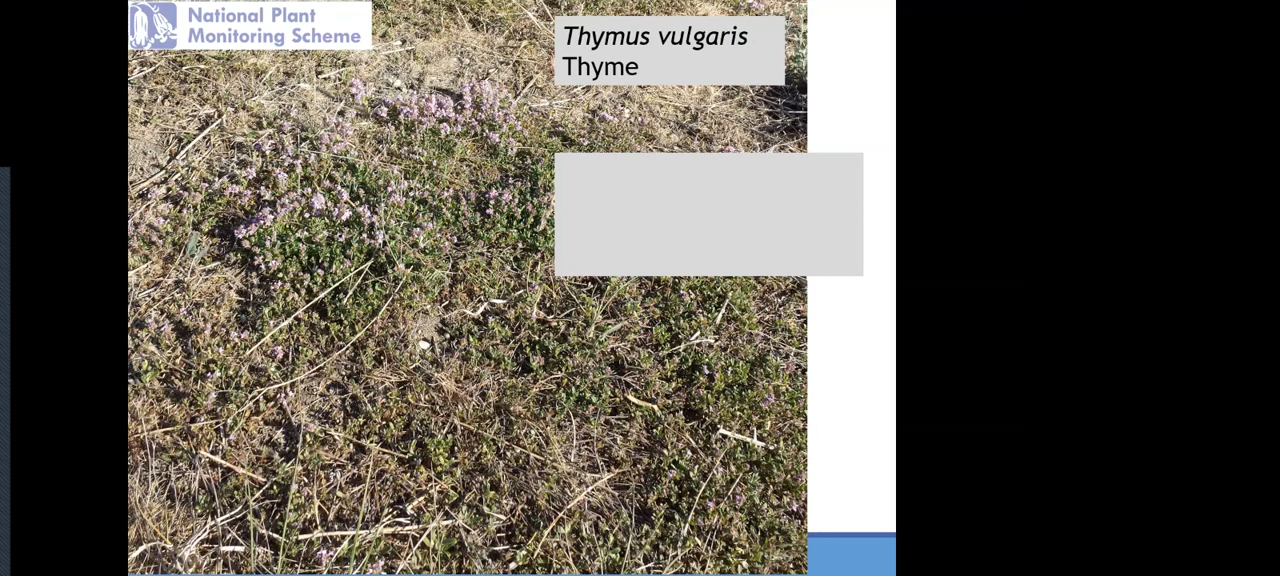 National Plant
Monitoring Scheme
Thymus vulgaris
Thyme